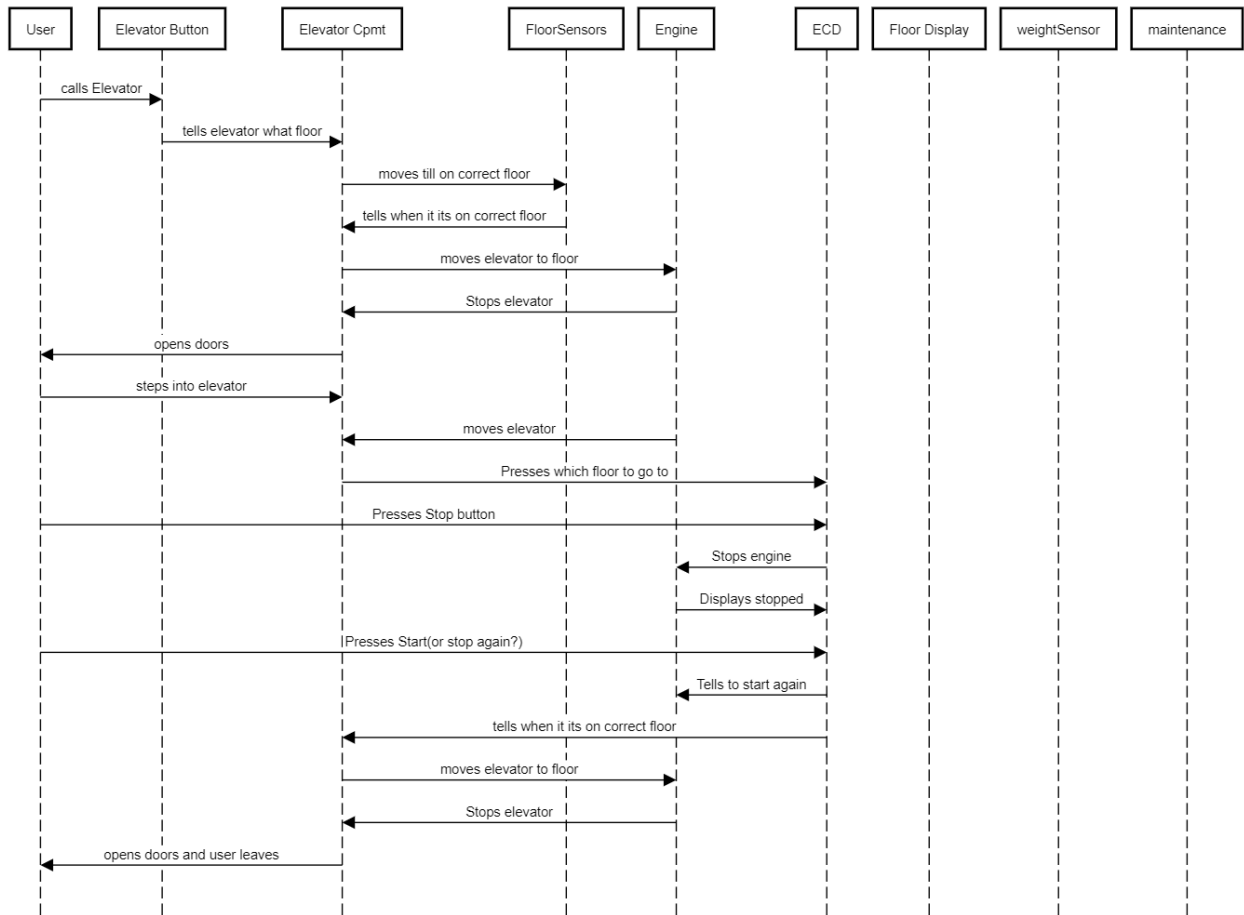 User
Elevator Button
Elevator Cpmt
FloorSensors
Engine
ECD
Floor Display
weightSensor
maintenance
calls Elevator
tells elevator what floor
moves till on correct floor
tells when it its on correct floor
moves elevator to floor
Stops elevator
opens doors
steps into elevator
moves elevator
Presses which floor to go to
Presses Stop button
Stops engine
Displays stopped
Presses Start(or stop again?)
Tells to start again
tells when it its on correct floor
moves elevator to floor
Stops elevator
opens doors and user leaves